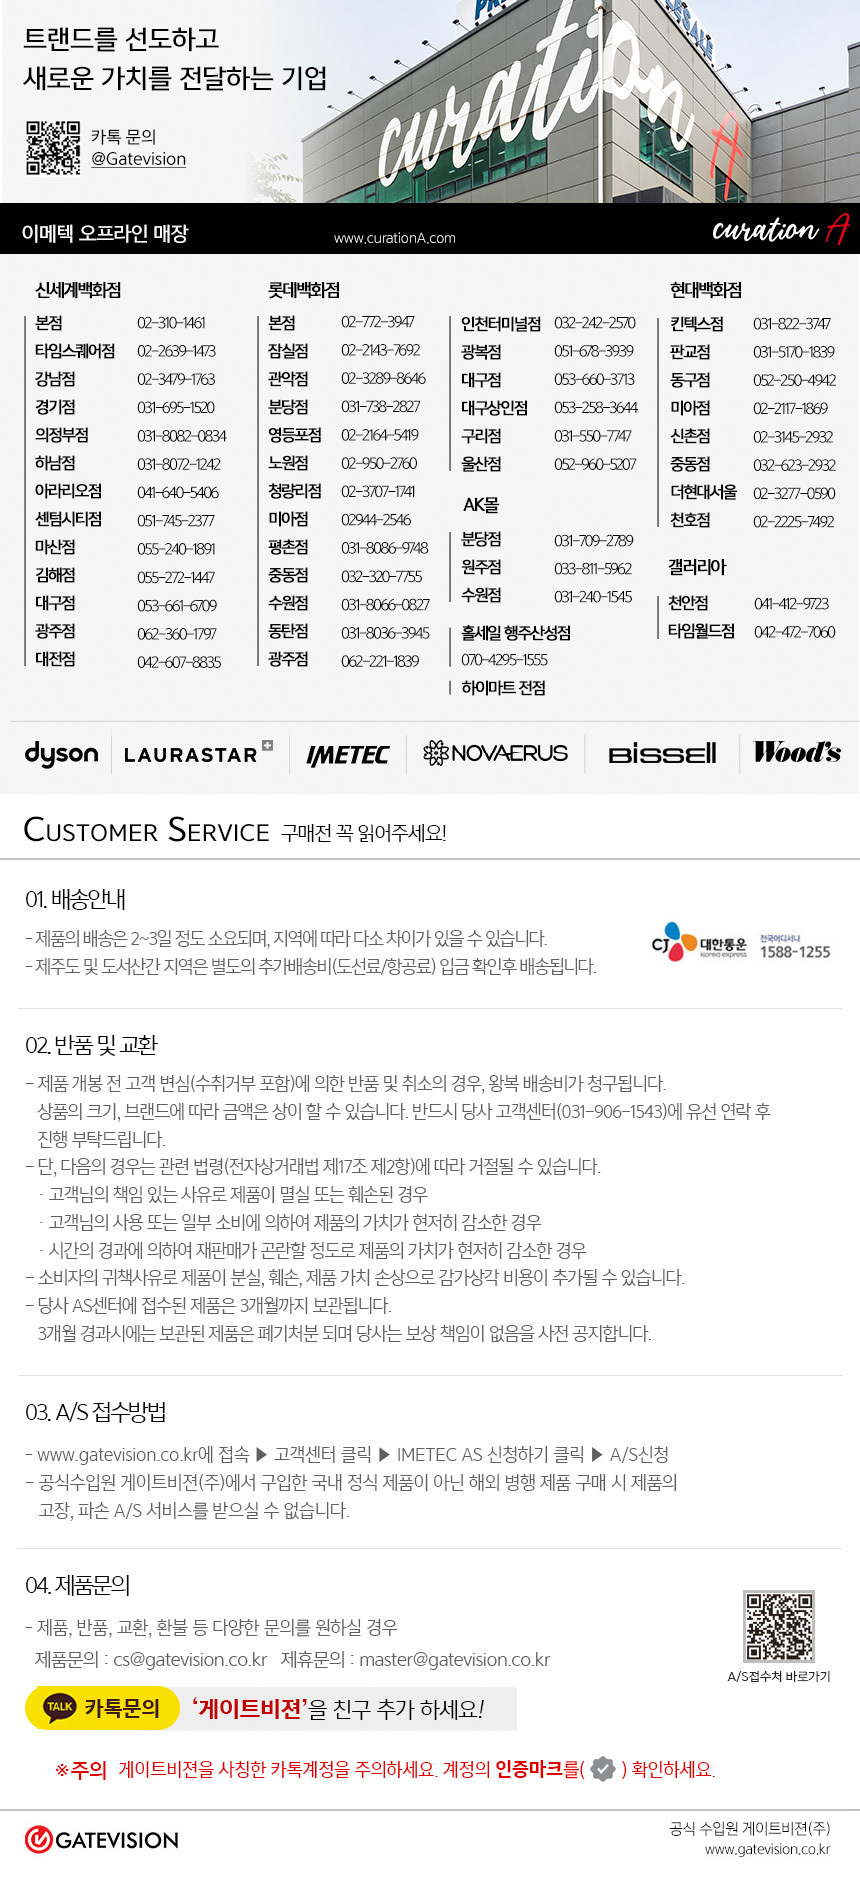 트랜드를 선도하고
새로운 가치를 전달하는 기업
카톡 문의
@Gatevision
curation A
이메텍 오프라인 매장
www.curationA.com
curation A
신세계백화점
본점 02-310-1461
타임스퀘어점 02-2639-1473
강남점 02-3479-1763
경기점 031-695-1520
의정부점 031-8082-0834
하남점 031-8072-1242
아라리오점 041-640-5406
센텀시티점 051-745-2377
마산점 055-240-1891
김해점 055-272-1447
대구점 053-661-6709
광주점 062-360-1797
대전점 042-607-8835
롯데백화점
본점 02-772-3947
잠실점 02-2143-7692
관악점 02-3289-8646
분당점 031-738-2827
영등포점 02-2164-5419
노원점 02-950-2760
청량리점 02-3707-1741
미아점 02944-2546
평촌점 031-8086-9748
중동점 032-320-7755
수원점 031-8066-0827
동탄점 031-8036-3945
광주점 062-221-1839
인천터미널점 032-242-2570
광복점 051-678-3939
대구점 053-660-3713
대구상인점 053-258-3644
구리점 031-550-7747
울산점 052-960-5207
AK몰
분당점 031-709-2789
원주점 033-811-5962
수원점 031-240-1545
홀세일 행주산성점
070-4295-1555
하이마트 전점
현대백화점
킨텍스점 031-822-3747
판교점 031-5170-1839
동구점 052-250-4942
미아점 02-2117-1869
신촌점 02-3145-2932
중동점 032-623-2932
더현대서울 02-3277-0590
천호점 02-2225-7492
갤러리아
천안점 041-412-9723
타임월드점 042-472-7060
dyson LAURASTAR IMETEC NOVAERUS BISSELL Wood's
CUSTOMER SERVICE 구매전 꼭 읽어주세요!
01. 배송안내
- 제품의 배송은 2~3일 정도 소요되며, 지역에 따라 다소 차이가 있을 수 있습니다.
- 제주도 및 도서산간 지역은 별도의 추가배송비(도선료/항공료) 입금 확인후 배송됩니다.
CJ 대한통운 korea express
전국어디서나
1588-1255
02. 반품 및 교환
- 제품 개봉 전 고객 변심(수취거부 포함)에 의한 반품 및 취소의 경우, 왕복 배송비가 청구됩니다.
상품의 크기, 브랜드에 따라 금액은 상이 할 수 있습니다. 반드시 당사 고객센터(031-906-1543)에 유선 연락 후
진행 부탁드립니다.
- 단, 다음의 경우는 관련 법령(전자상거래법 제17조 제2항)에 따라 거절될 수 있습니다.
· 고객님의 책임 있는 사유로 제품이 멸실 또는 훼손된 경우
· 고객님의 사용 또는 일부 소비에 의하여 제품의 가치가 현저히 감소한 경우
· 시간의 경과에 의하여 재판매가 곤란할 정도로 제품의 가치가 현저히 감소한 경우
- 소비자의 귀책사유로 제품이 분실, 훼손, 제품 가치 손상으로 감가상각 비용이 추가될 수 있습니다.
- 당사 AS센터에 접수된 제품은 3개월까지 보관됩니다.
3개월 경과시에는 보관된 제품은 폐기처분 되며 당사는 보상 책임이 없음을 사전 공지합니다.
03. A/S 접수방법
- www.gatevision.co.kr에 접속 ▶ 고객센터 클릭 ▶ IMETEC AS 신청하기 클릭 ▶ A/S신청
- 공식수입원 게이트비젼(주)에서 구입한 국내 정식 제품이 아닌 해외 병행 제품 구매 시 제품의
고장, 파손 A/S 서비스를 받으실 수 없습니다.
04. 제품문의
- 제품, 반품, 교환, 환불 등 다양한 문의를 원하실 경우
제품문의 : cs@gatevision.co.kr 제휴문의 : master@gatevision.co.kr
A/S접수처 바로가기
TALK 카톡문의 '게이트비젼'을 친구 추가 하세요!
※주의 게이트비젼을 사칭한 카톡계정을 주의하세요. 계정의 인증마크를( ) 확인하세요.
GATEVISION
공식 수입원 게이트비젼(주)
www.gatevision.co.kr